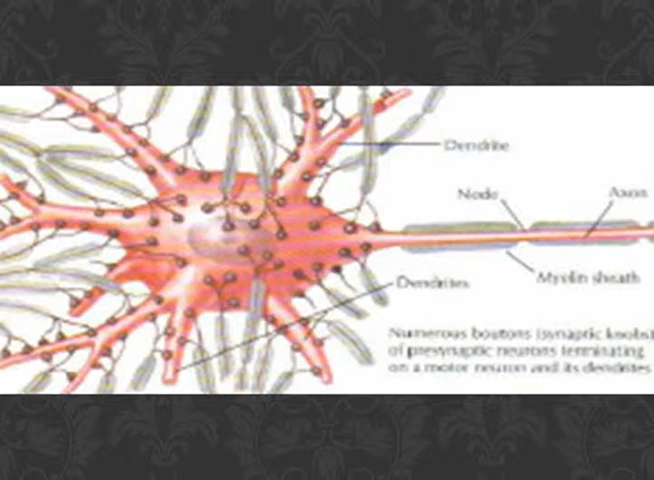 Dendrite
Node
Axon
Dendrites
Myelin sheath
Numerous boutons (synaptic knobs)
of presynaptic neurons terminating
on a motor neuron and its dendrites